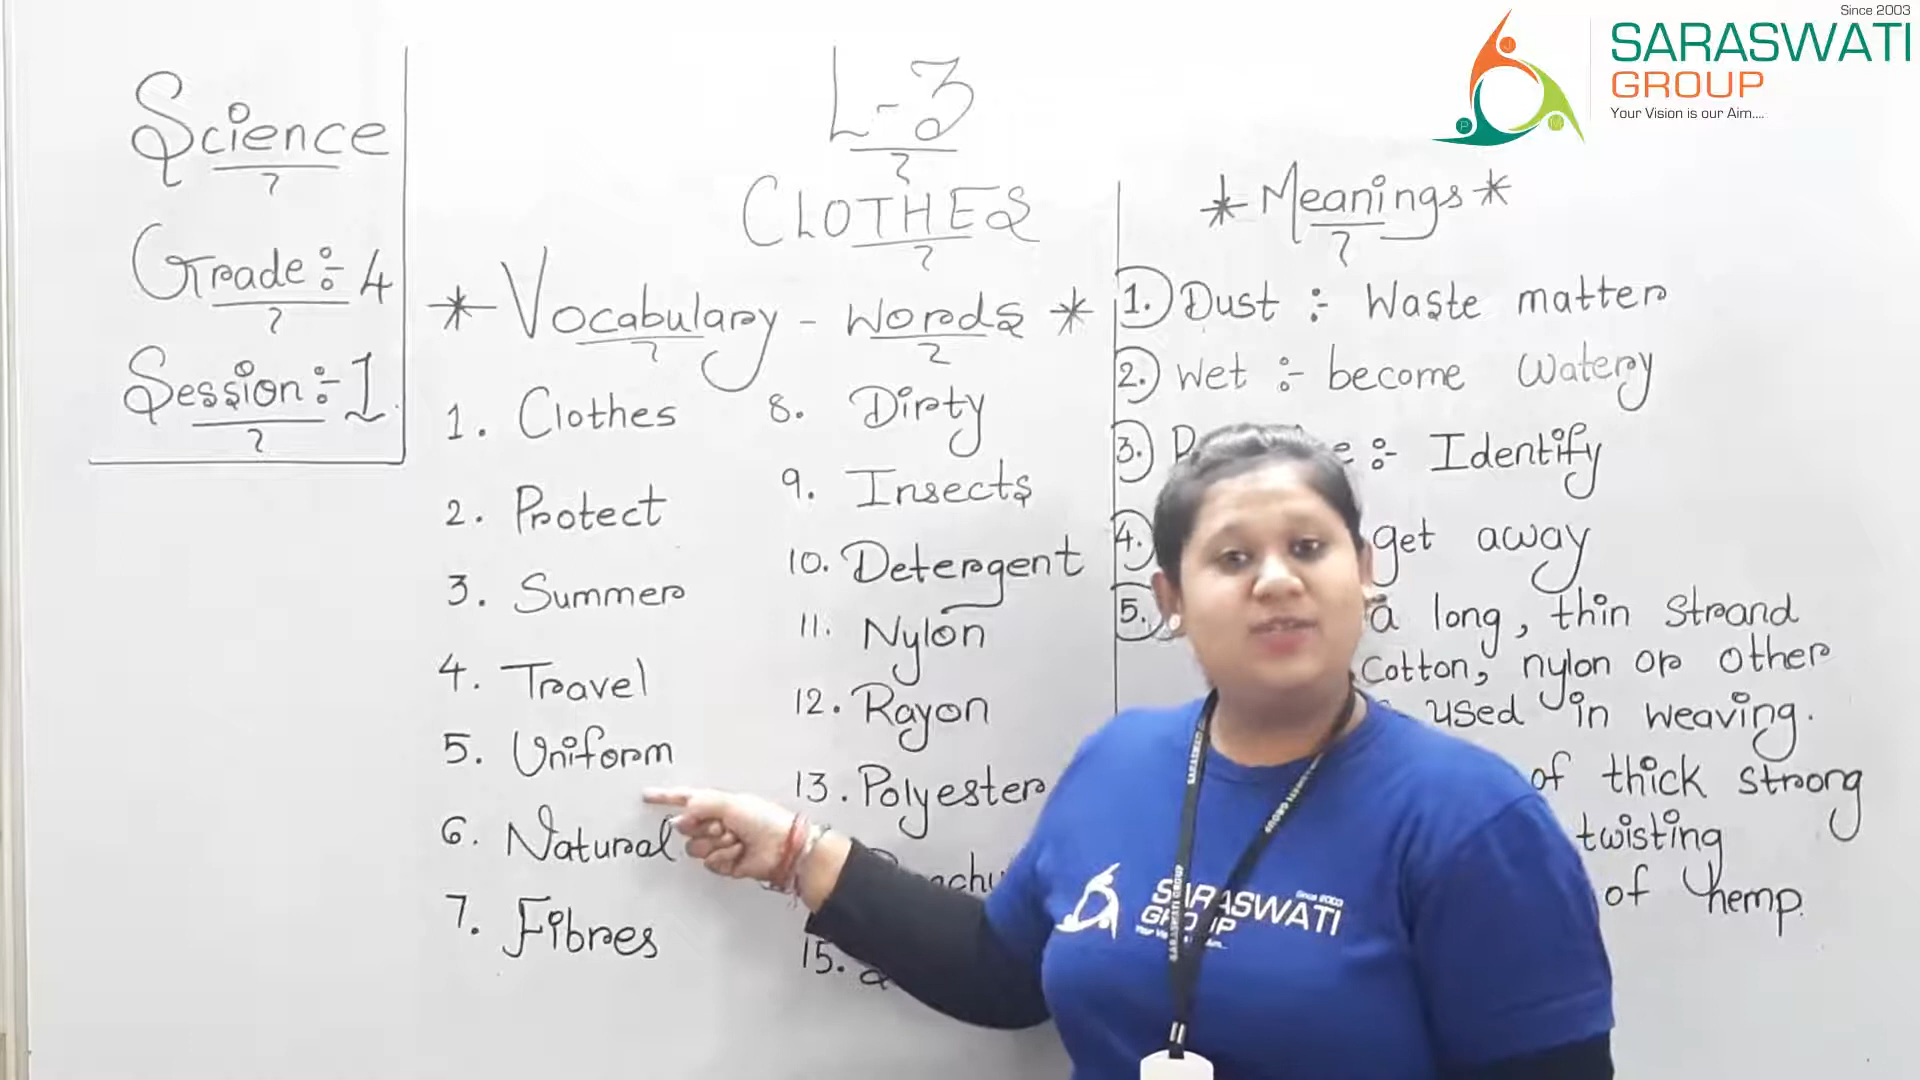 Since 2003
SARASWATI
GROUP
Your Vision is our Aim....
Science
Grade:- 4
Session:- 1
L-3
CLOTHES
* Vocabulary - Words *
1. Clothes
2. Protect
3. Summer
4. Travel
5. Uniform
6. Natural
7. Fibres
8. Dirty
9. Insects
10. Detergent
11. Nylon
12. Rayon
13. Polyester
15.
* Meanings *
1. Dust :- Waste matter
2. Wet :- become Watery
3. :- Identify
4. get away
5. a long, thin Strand
Cotton, nylon or other
used in weaving.
of thick strong
twisting
of hemp.
Since 2003
SARASWATI
GROUP
SARASWATI GROUP